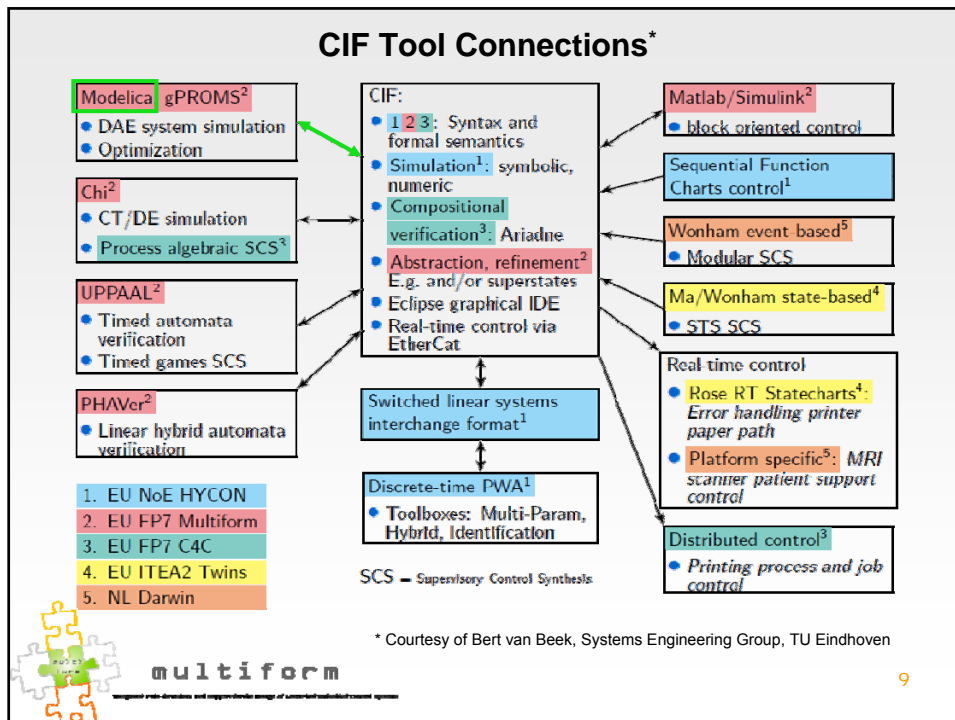 CIF Tool Connections*
Modelica gPROMS²
• DAE system simulation
• Optimization
Chi²
• CT/DE simulation
• Process algebraic SCS³
UPPAAL²
• Timed automata
verification
• Timed games SCS
PHAVer²
• Linear hybrid automata
verification
1. EU NoE HYCON
2. EU FP7 Multiform
3. EU FP7 C4C
4. EU ITEA2 Twins
5. NL Darwin
CIF:
• 1 2 3: Syntax and
formal semantics
• Simulation¹: symbolic,
numeric
• Compositional
verification³: Ariadne
• Abstraction, refinement²
E.g. and/or superstates
• Eclipse graphical IDE
• Real-time control via
EtherCat
Switched linear systems
interchange format¹
Discrete-time PWA¹
• Toolboxes: Multi-Param,
Hybrid, Identification
SCS = Supervisory Control Synthesis
Matlab/Simulink²
• block oriented control
Sequential Function
Charts control¹
Wonham event-based⁵
• Modular SCS
Ma/Wonham state-based⁴
• STS SCS
Real-time control
• Rose RT Statecharts⁴:
Error handling printer
paper path
• Platform specific⁵: MRI
scanner patient support
control
Distributed control³
• Printing process and job
control
* Courtesy of Bert van Beek, Systems Engineering Group, TU Eindhoven
multiform
9